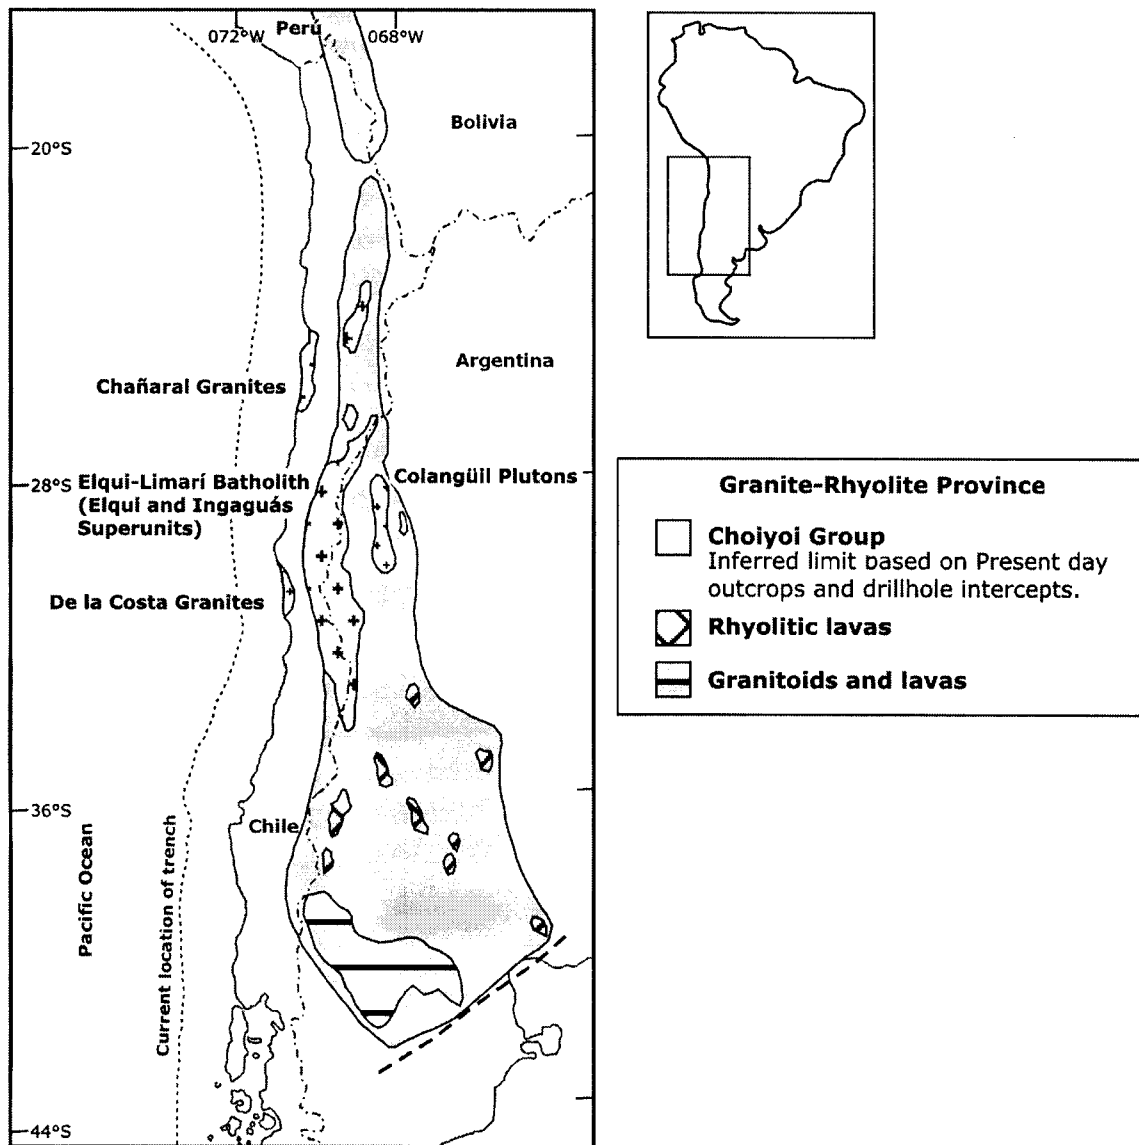 Perú
072°W
068°W
Bolivia
20°S
Argentina
Chañaral Granites
28°S
Elqui-Limarí Batholith
(Elqui and Ingaguás
Superunits)
Colangüil Plutons
De la Costa Granites
36°S
Chile
Pacific Ocean
Current location of trench
44°S
Granite-Rhyolite Province
Choiyoi Group
Inferred limit based on Present day
outcrops and drillhole intercepts.
Rhyolitic lavas
Granitoids and lavas